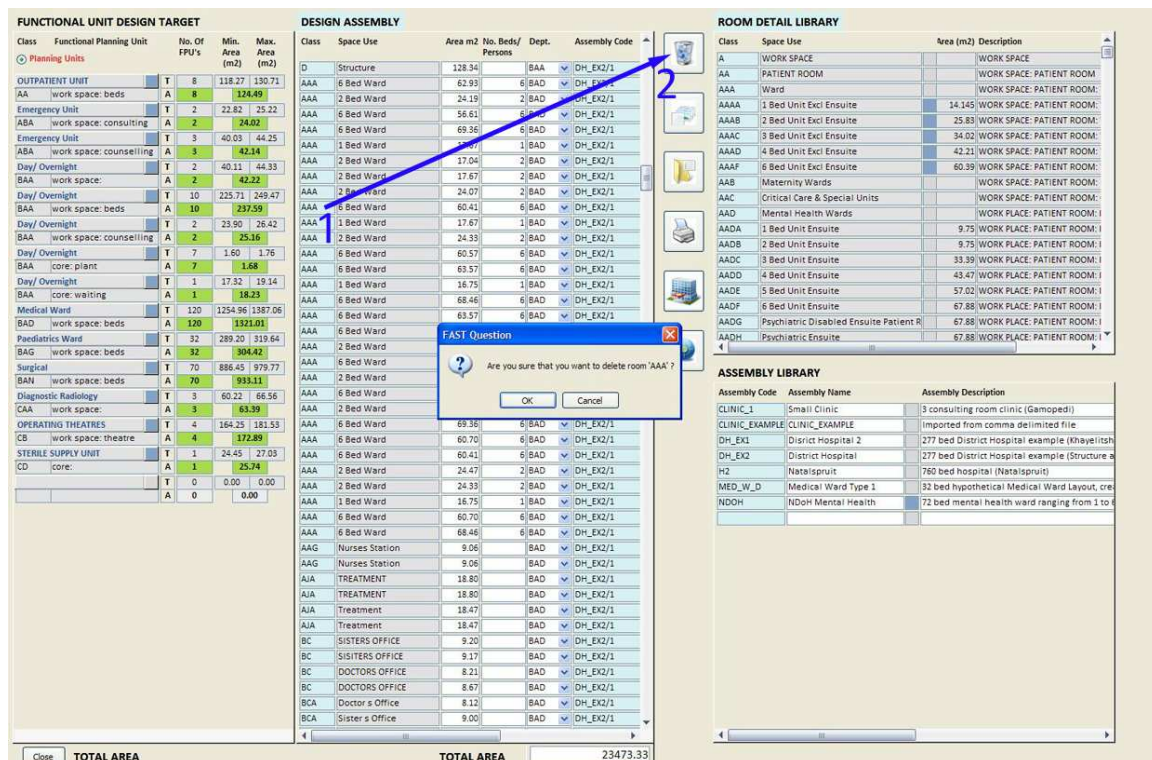 FUNCTIONAL UNIT DESIGN TARGET
Class Functional Planning Unit No. Of FPU's Min. Area (m2) Max. Area (m2)
Planning Units
OUTPATIENT UNIT T 8 118.27 130.71
AA work space: beds A 8 124.49
Emergency Unit T 2 22.82 25.22
ABA work space: consulting A 2 24.02
Emergency Unit T 3 40.03 44.25
ABA work space: counselling A 3 42.14
Day/ Overnight T 2 40.11 44.33
BAA work space: A 2 42.22
Day/ Overnight T 10 225.71 249.47
BAA work space: beds A 10 237.59
Day/ Overnight T 2 23.90 26.42
BAA work space: counselling A 2 25.16
Day/ Overnight T 7 1.60 1.76
BAA core: plant A 7 1.68
Day/ Overnight T 1 17.32 19.14
BAA core: waiting A 1 18.23
Medical Ward T 120 1254.96 1387.06
BAD work space: beds A 120 1321.01
Paediatrics Ward T 32 289.20 319.64
BAG work space: beds A 32 304.42
Surgical T 70 886.45 979.77
BAN work space: beds A 70 933.11
Diagnostic Radiology T 3 60.22 66.56
CAA work space: A 3 63.39
OPERATING THEATRES T 4 164.25 181.53
CB work space: theatre A 4 172.89
STERILE SUPPLY UNIT T 1 24.45 27.03
CD core: A 1 25.74
T 0 0.00 0.00
A 0 0.00
Close TOTAL AREA
DESIGN ASSEMBLY
Class Space Use Area m2 No. Beds/ Persons Dept. Assembly Code
D Structure 128.34 BAA DH_EX2/1
AAA 6 Bed Ward 62.93 6 BAD DH_EX2/1
AAA 2 Bed Ward 24.19 2 BAD DH_EX2/1
AAA 6 Bed Ward 56.61 6 BAD DH_EX2/1
AAA 6 Bed Ward 69.36 6 BAD DH_EX2/1
AAA 1 Bed Ward 1 BAD DH_EX2/1
AAA 2 Bed Ward 17.04 2 BAD DH_EX2/1
AAA 2 Bed Ward 17.67 2 BAD DH_EX2/1
AAA 2 Bed Ward 24.07 2 BAD DH_EX2/1
AAA 6 Bed Ward 60.41 6 BAD DH_EX2/1
AAA 1 Bed Ward 17.67 1 BAD DH_EX2/1
AAA 2 Bed Ward 24.33 2 BAD DH_EX2/1
AAA 6 Bed Ward 60.57 6 BAD DH_EX2/1
AAA 6 Bed Ward 63.57 6 BAD DH_EX2/1
AAA 1 Bed Ward 16.75 1 BAD DH_EX2/1
AAA 6 Bed Ward 68.46 6 BAD DH_EX2/1
AAA 6 Bed Ward 63.57 6 BAD DH_EX2/1
AAA 6 Bed Ward
AAA 2 Bed Ward
AAA 6 Bed Ward
AAA 2 Bed Ward
AAA 6 Bed Ward
AAA 2 Bed Ward
AAA 6 Bed Ward 69.36 6 BAD DH_EX2/1
AAA 6 Bed Ward 60.70 6 BAD DH_EX2/1
AAA 6 Bed Ward 60.41 6 BAD DH_EX2/1
AAA 2 Bed Ward 24.47 2 BAD DH_EX2/1
AAA 2 Bed Ward 24.33 2 BAD DH_EX2/1
AAA 1 Bed Ward 16.75 1 BAD DH_EX2/1
AAA 6 Bed Ward 60.70 6 BAD DH_EX2/1
AAA 6 Bed Ward 68.46 6 BAD DH_EX2/1
AAG Nurses Station 9.06 BAD DH_EX2/1
AAG Nurses Station 9.06 BAD DH_EX2/1
AJA TREATMENT 18.80 BAD DH_EX2/1
AJA TREATMENT 18.80 BAD DH_EX2/1
AJA Treatment 18.47 BAD DH_EX2/1
AJA Treatment 18.47 BAD DH_EX2/1
BC SISTERS OFFICE 9.20 BAD DH_EX2/1
BC SISITERS OFFICE 9.17 BAD DH_EX2/1
BC DOCTORS OFFICE 8.21 BAD DH_EX2/1
BC DOCTORS OFFICE 8.67 BAD DH_EX2/1
BCA Doctor s Office 8.12 BAD DH_EX2/1
BCA Sister s Office 9.00 BAD DH_EX2/1
TOTAL AREA 23473.33
1
2
FAST Question
Are you sure that you want to delete room 'AAA' ?
OK Cancel
ROOM DETAIL LIBRARY
Class Space Use Area (m2) Description
A WORK SPACE WORK SPACE
AA PATIENT ROOM WORK SPACE: PATIENT ROOM
AAA Ward WORK SPACE: PATIENT ROOM:
AAAA 1 Bed Unit Excl Ensuite 14.145 WORK SPACE: PATIENT ROOM:
AAAB 2 Bed Unit Excl Ensuite 25.83 WORK SPACE: PATIENT ROOM:
AAAC 3 Bed Unit Excl Ensuite 34.02 WORK SPACE: PATIENT ROOM:
AAAD 4 Bed Unit Excl Ensuite 42.21 WORK SPACE: PATIENT ROOM:
AAAF 6 Bed Unit Excl Ensuite 60.39 WORK SPACE: PATIENT ROOM:
AAB Maternity Wards WORK SPACE: PATIENT ROOM:
AAC Critical Care & Special Units WORK SPACE: PATIENT ROOM:
AAD Mental Health Wards WORK PLACE: PATIENT ROOM:
AADA 1 Bed Unit Ensuite 9.75 WORK PLACE: PATIENT ROOM:
AADB 2 Bed Unit Ensuite 9.75 WORK PLACE: PATIENT ROOM:
AADC 3 Bed Unit Ensuite 33.39 WORK PLACE: PATIENT ROOM:
AADD 4 Bed Unit Ensuite 43.47 WORK PLACE: PATIENT ROOM:
AADE 5 Bed Unit Ensuite 57.02 WORK PLACE: PATIENT ROOM:
AADF 6 Bed Unit Ensuite 67.88 WORK PLACE: PATIENT ROOM:
AADG Psychiatric Disabled Ensuite Patient R 67.88 WORK PLACE: PATIENT ROOM:
AADH Psychiatric Ensuite 67.88 WORK PLACE: PATIENT ROOM:
ASSEMBLY LIBRARY
Assembly Code Assembly Name Assembly Description
CLINIC_1 Small Clinic 3 consulting room clinic (Gamopedi)
CLINIC_EXAMPLE CLINIC_EXAMPLE Imported from comma delimited file
DH_EX1 Disrict Hospital 2 277 bed District Hospital example (Khayelitsh
DH_EX2 District Hospital 277 bed District Hospital example (Structure a
H2 Natalspruit 760 bed hospital (Natalspruit)
MED_W_D Medical Ward Type 1 32 bed hypothetical Medical Ward Layout, cre
NDOH NDoH Mental Health 72 bed mental health ward ranging from 1 to 6